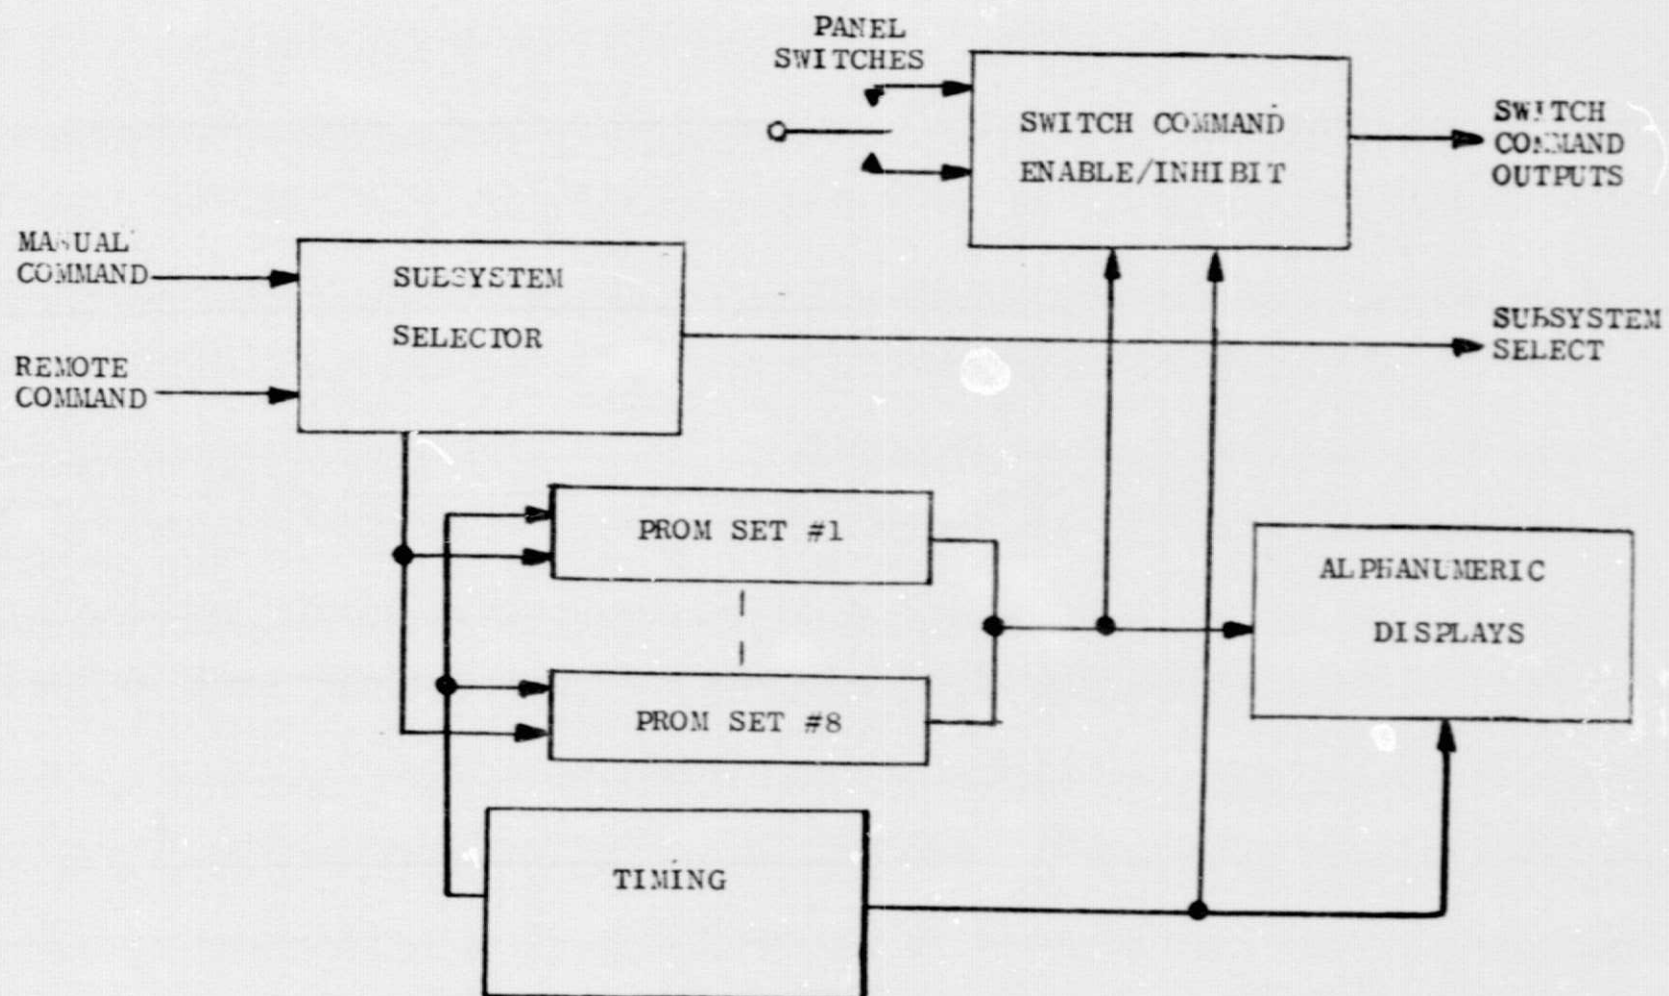 PANEL
SWITCHES
SWITCH COMMAND
ENABLE/INHIBIT
SWITCH
COMMAND
OUTPUTS
MANUAL
COMMAND
REMOTE
COMMAND
SUBSYSTEM
SELECTOR
SUBSYSTEM
SELECT
PROM SET #1
PROM SET #8
ALPHANUMERIC
DISPLAYS
TIMING